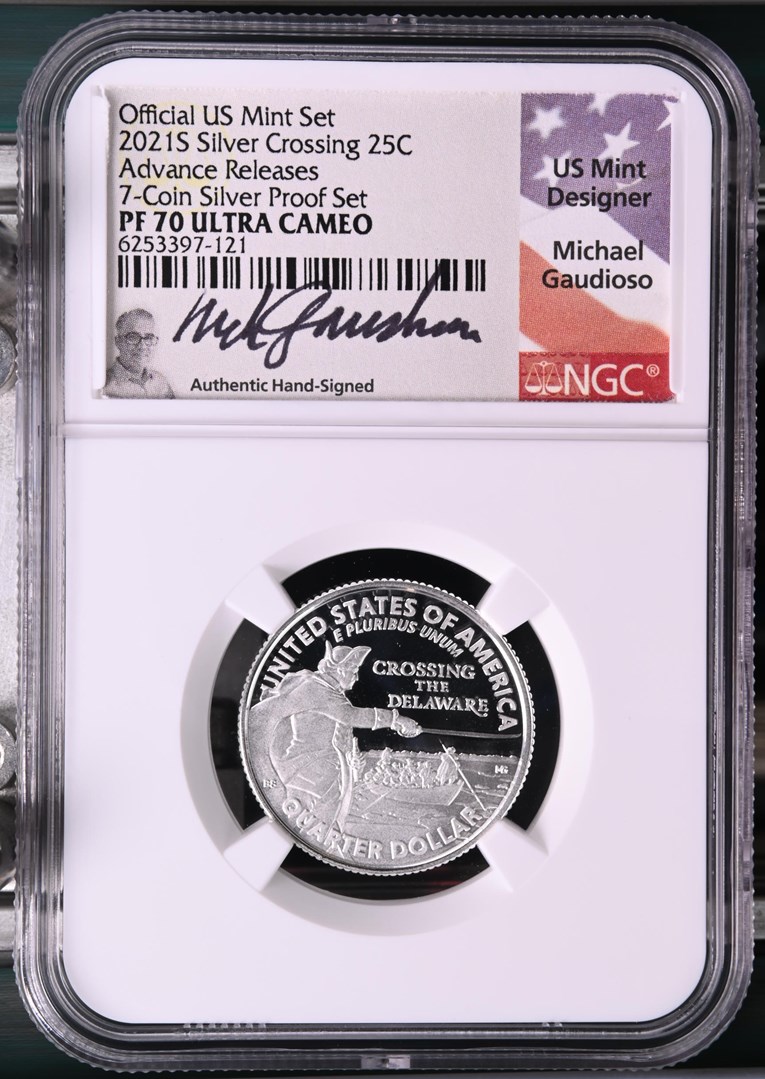 Official US Mint Set
2021S Silver Crossing 25C
Advance Releases
7-Coin Silver Proof Set
PF 70 ULTRA CAMEO
6253397-121
Authentic Hand-Signed
US Mint
Designer
Michael
Gaudioso
NGC®
UNITED STATES OF AMERICA
E PLURIBUS UNUM
CROSSING
THE
DELAWARE
MG
QUARTER DOLLAR